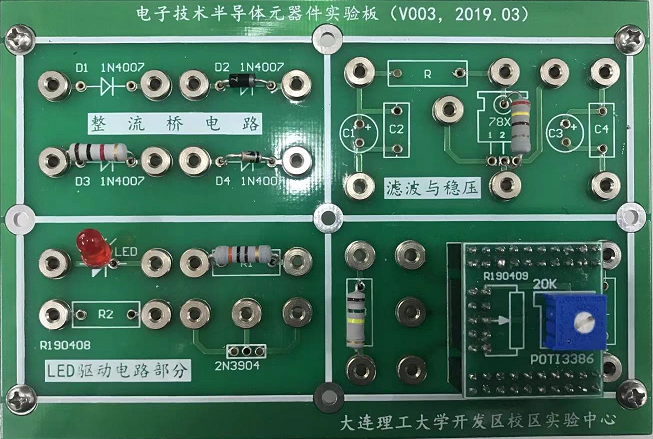 电子技术半导体元器件实验板 (V003, 2019.03)
D1 1N4007
D2 1N4007
整流桥电路
D3 1N4007
D4 1N4007
R
C1
C2
78X
1 2
C3
C4
滤波与稳压
LED
R1
R2
R190408
2N3904
LED驱动电路部分
R190409
20K
POTI3386
大连理工大学开发区校区实验中心